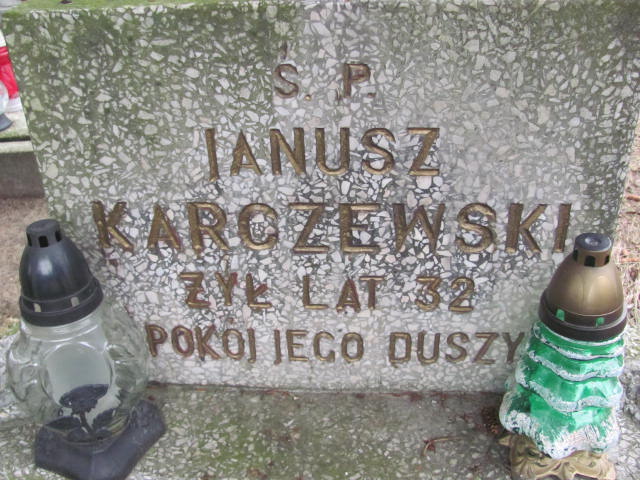 Ś. P.
JANUSZ
KARCZEWSKI
ŻYŁ LAT 32
POKÓJ JEGO DUSZY